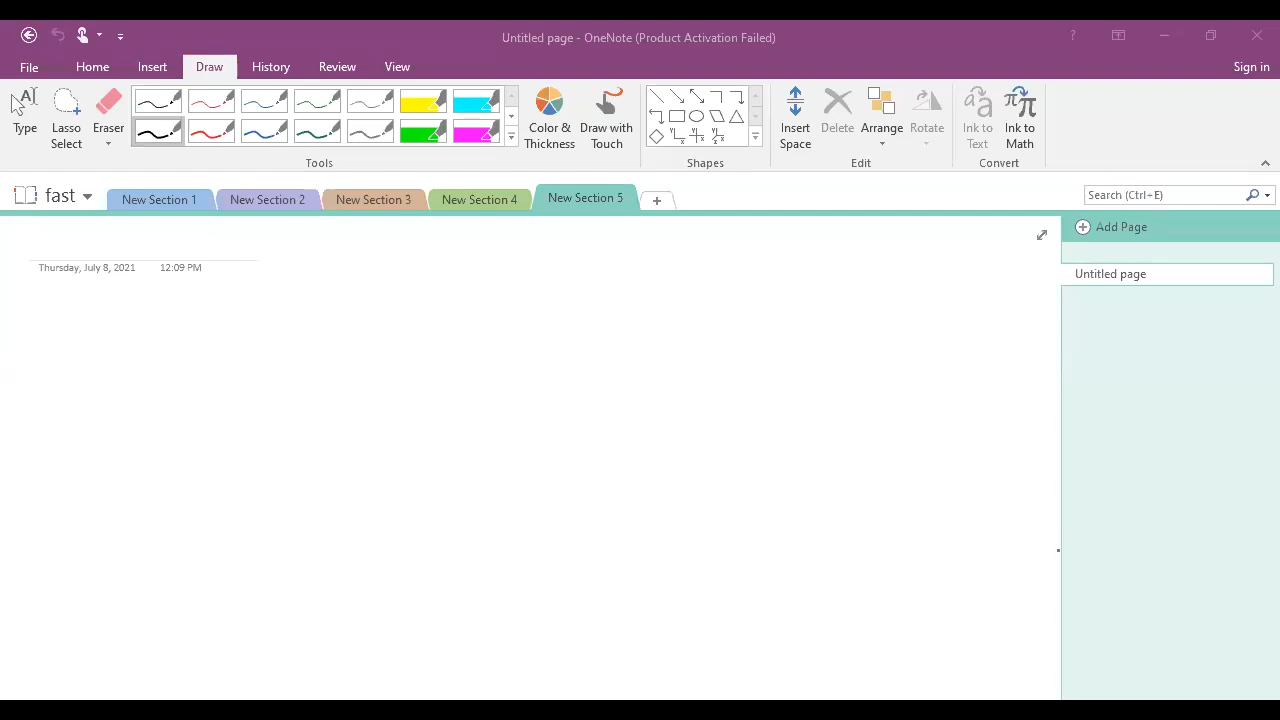 Untitled page - OneNote (Product Activation Failed)
?
File Home Insert Draw History Review View Sign in
Type
Lasso
Select
Eraser
Tools
Color &
Thickness
Draw with
Touch
Shapes
Insert
Space
Delete
Arrange
Rotate
Edit
Ink to
Text
Ink to
Math
Convert
fast
New Section 1 New Section 2 New Section 3 New Section 4 New Section 5 +
Search (Ctrl+E)
Add Page
Thursday, July 8, 2021 12:09 PM
Untitled page